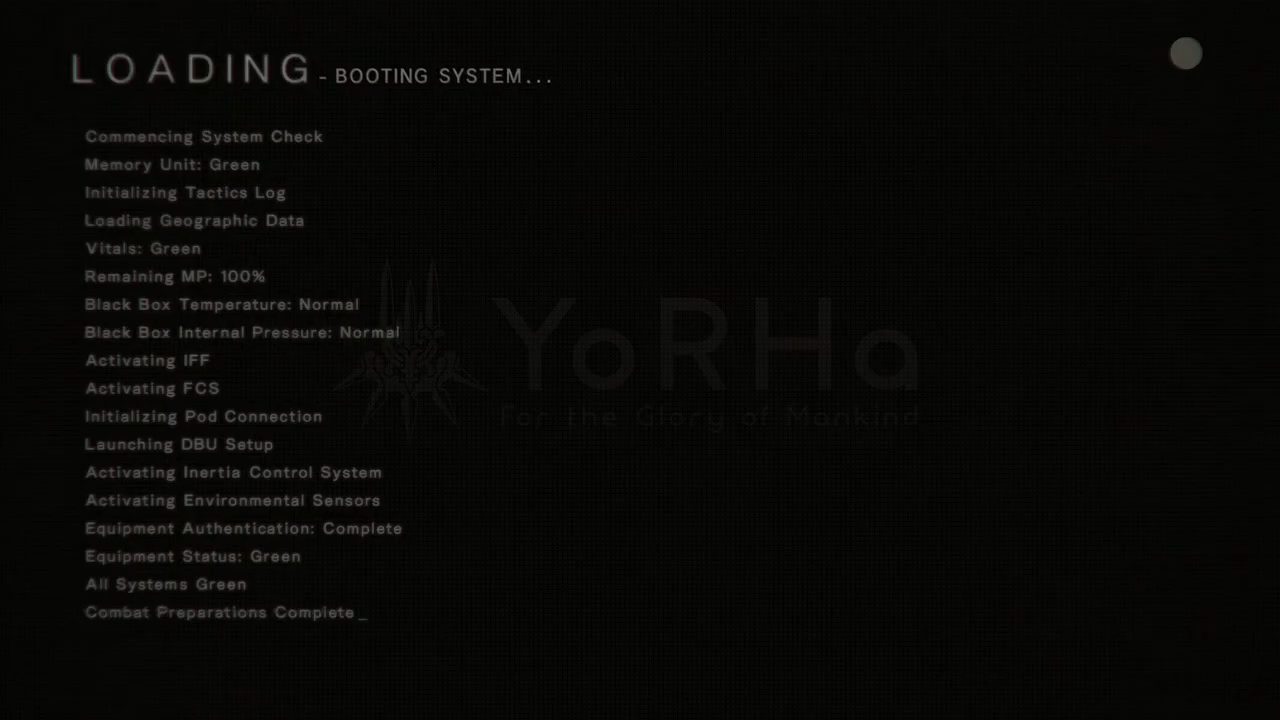 LOADING - BOOTING SYSTEM...
Commencing System Check
Memory Unit: Green
Initializing Tactics Log
Loading Geographic Data
Vitals: Green
Remaining MP: 100%
Black Box Temperature: Normal
Black Box Internal Pressure: Normal
Activating IFF
Activating FCS
Initializing Pod Connection
Launching DBU Setup
Activating Inertia Control System
Activating Environmental Sensors
Equipment Authentication: Complete
Equipment Status: Green
All Systems Green
Combat Preparations Complete_
YoRHa
For the Glory of Mankind